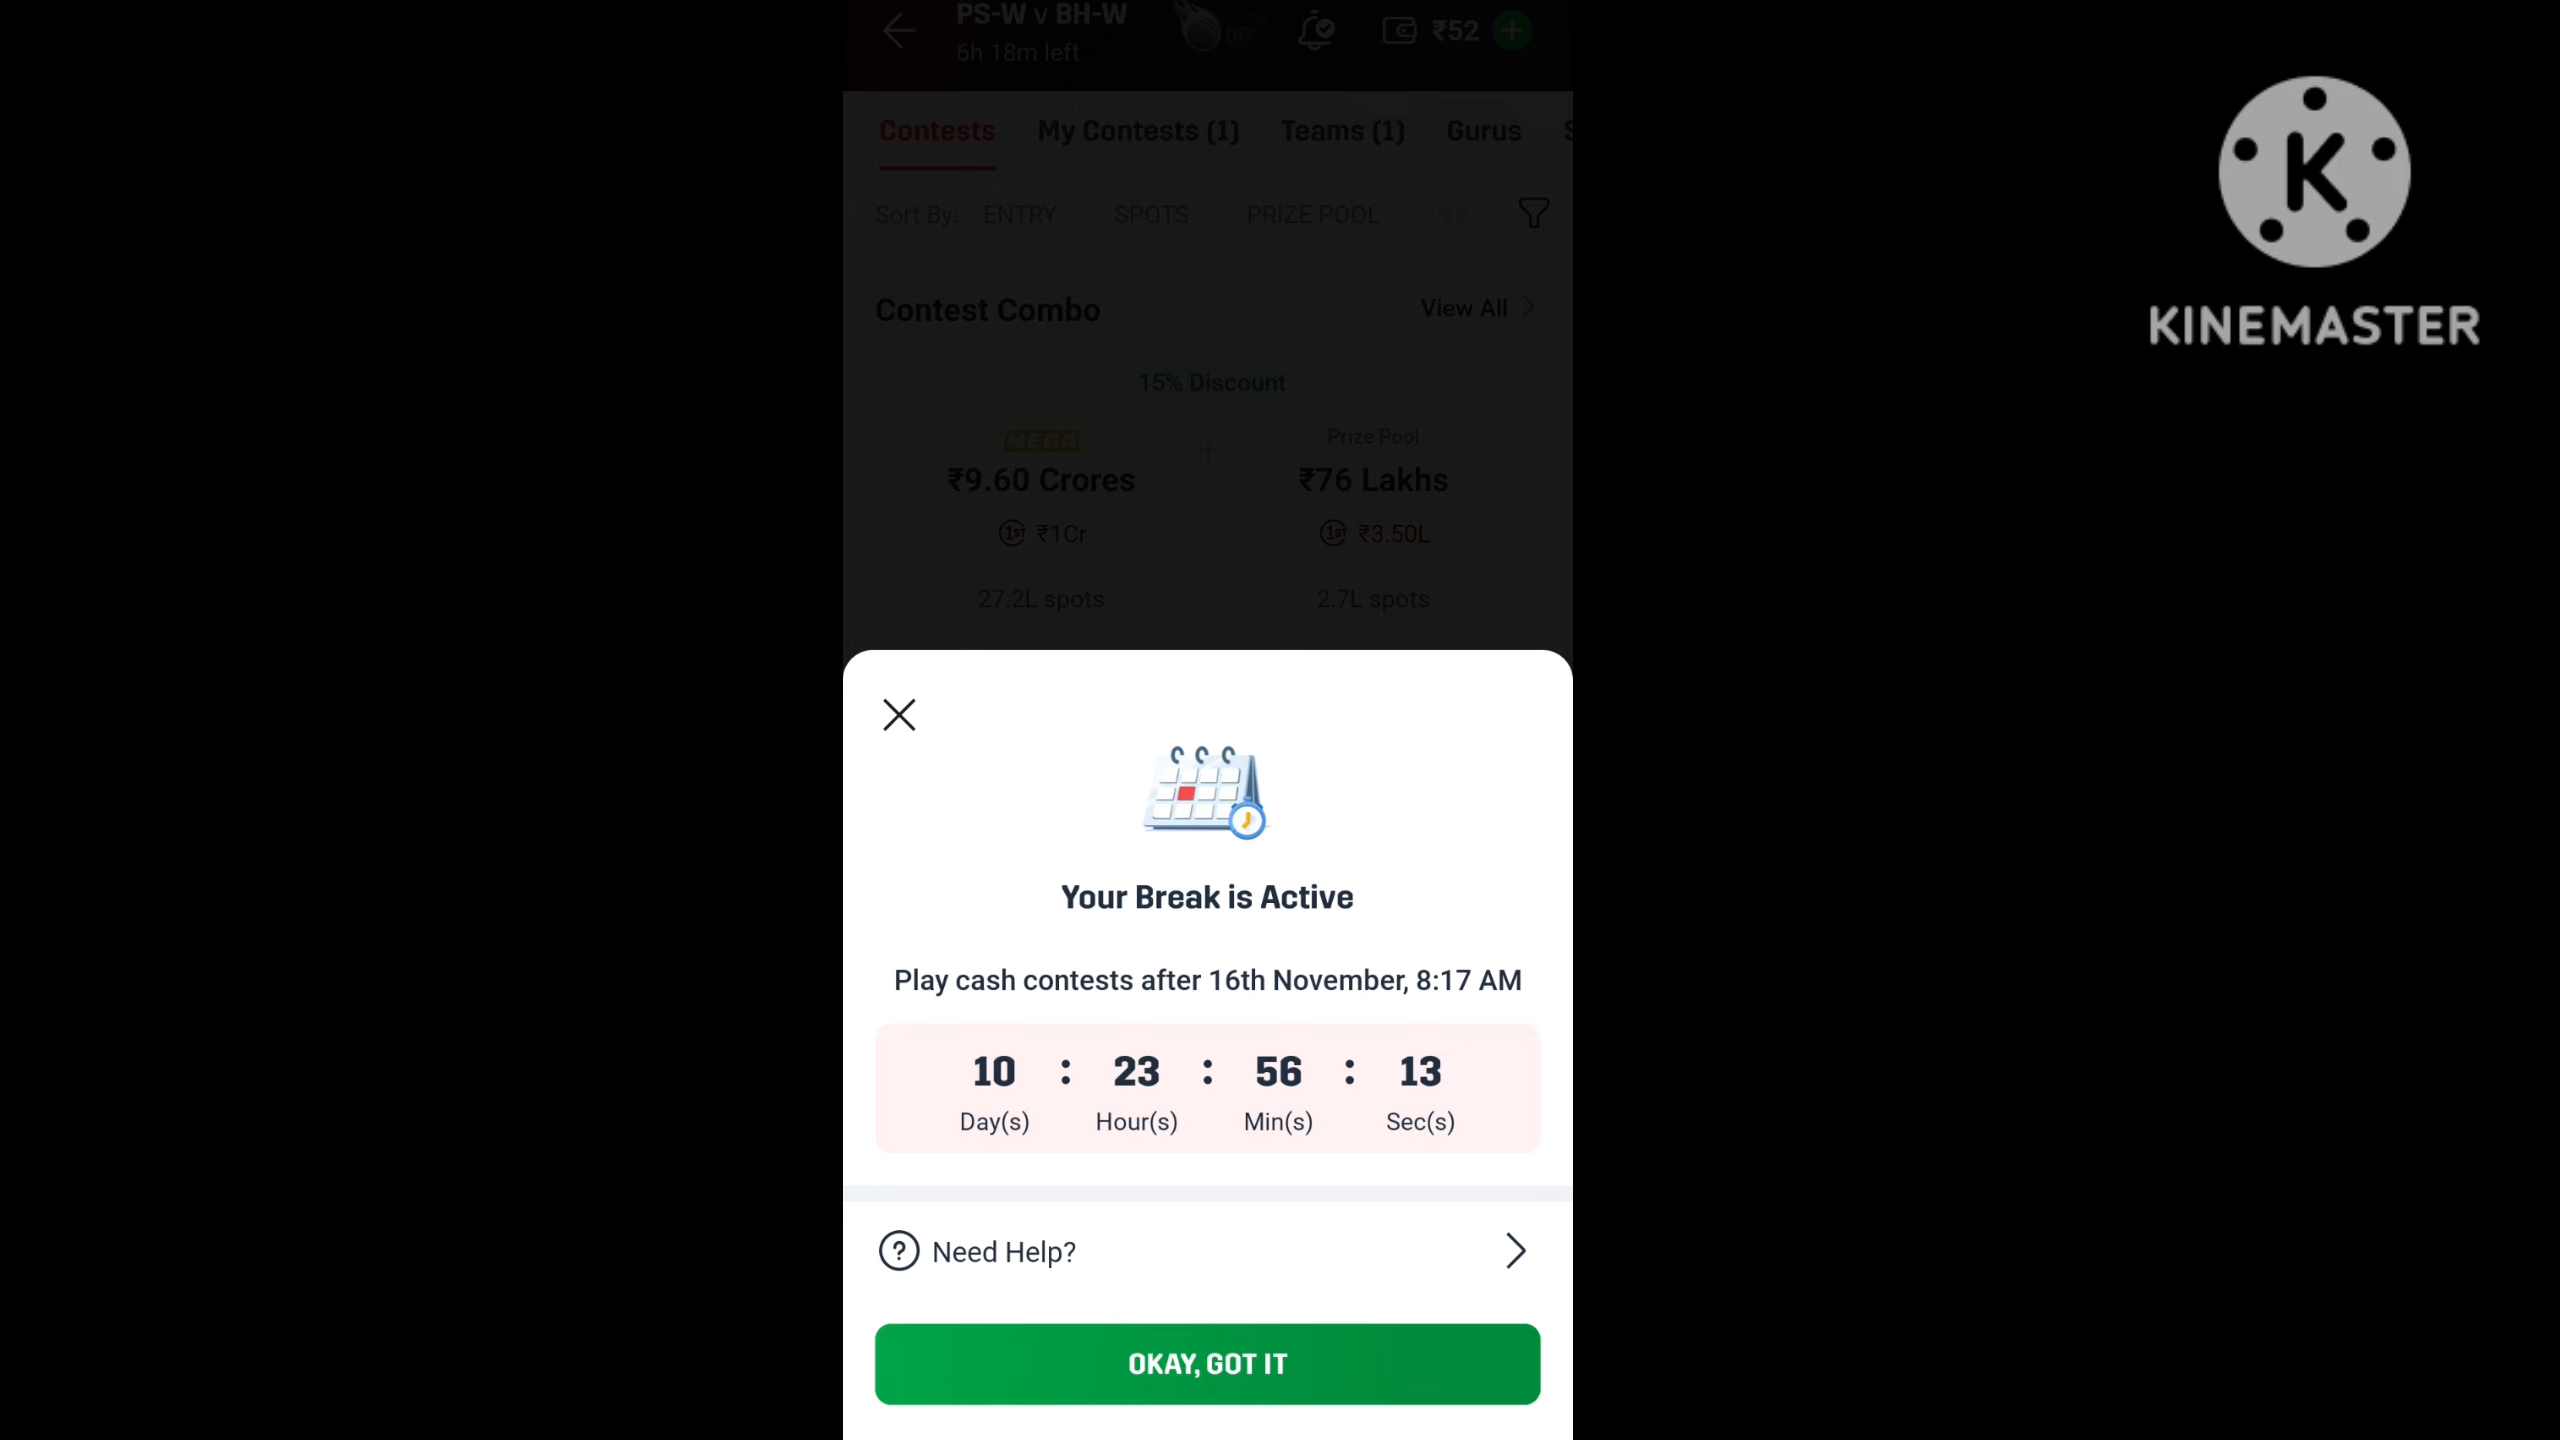 PS-W v BH-W
6h 18m left
OFF
₹52
Contests
My Contests (1)
Teams (1)
Gurus
Sort By:
ENTRY
SPOTS
PRIZE POOL
Contest Combo
View All
15% Discount
MEGA
+
Prize Pool
₹9.60 Crores
₹76 Lakhs
1ST ₹1Cr
1ST ₹3.50L
27.2L spots
2.7L spots
Your Break is Active
Play cash contests after 16th November, 8:17 AM
10 : 23 : 56 : 13
Day(s) Hour(s) Min(s) Sec(s)
Need Help?
OKAY, GOT IT
K
KINEMASTER